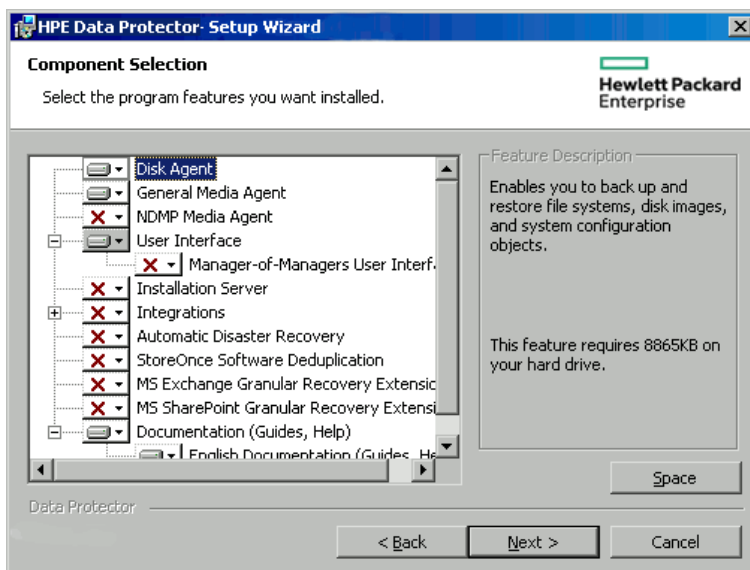 HPE Data Protector- Setup Wizard
Component Selection
Select the program features you want installed.
Hewlett Packard
Enterprise
Disk Agent
General Media Agent
NDMP Media Agent
User Interface
Manager-of-Managers User Interf
Installation Server
Integrations
Automatic Disaster Recovery
StoreOnce Software Deduplication
MS Exchange Granular Recovery Extensic
MS SharePoint Granular Recovery Extensi
Documentation (Guides, Help)
English Documentation (Guides, He
Feature Description
Enables you to back up and
restore file systems, disk images,
and system configuration
objects.
This feature requires 8865KB on
your hard drive.
Space
Data Protector
< Back
Next >
Cancel